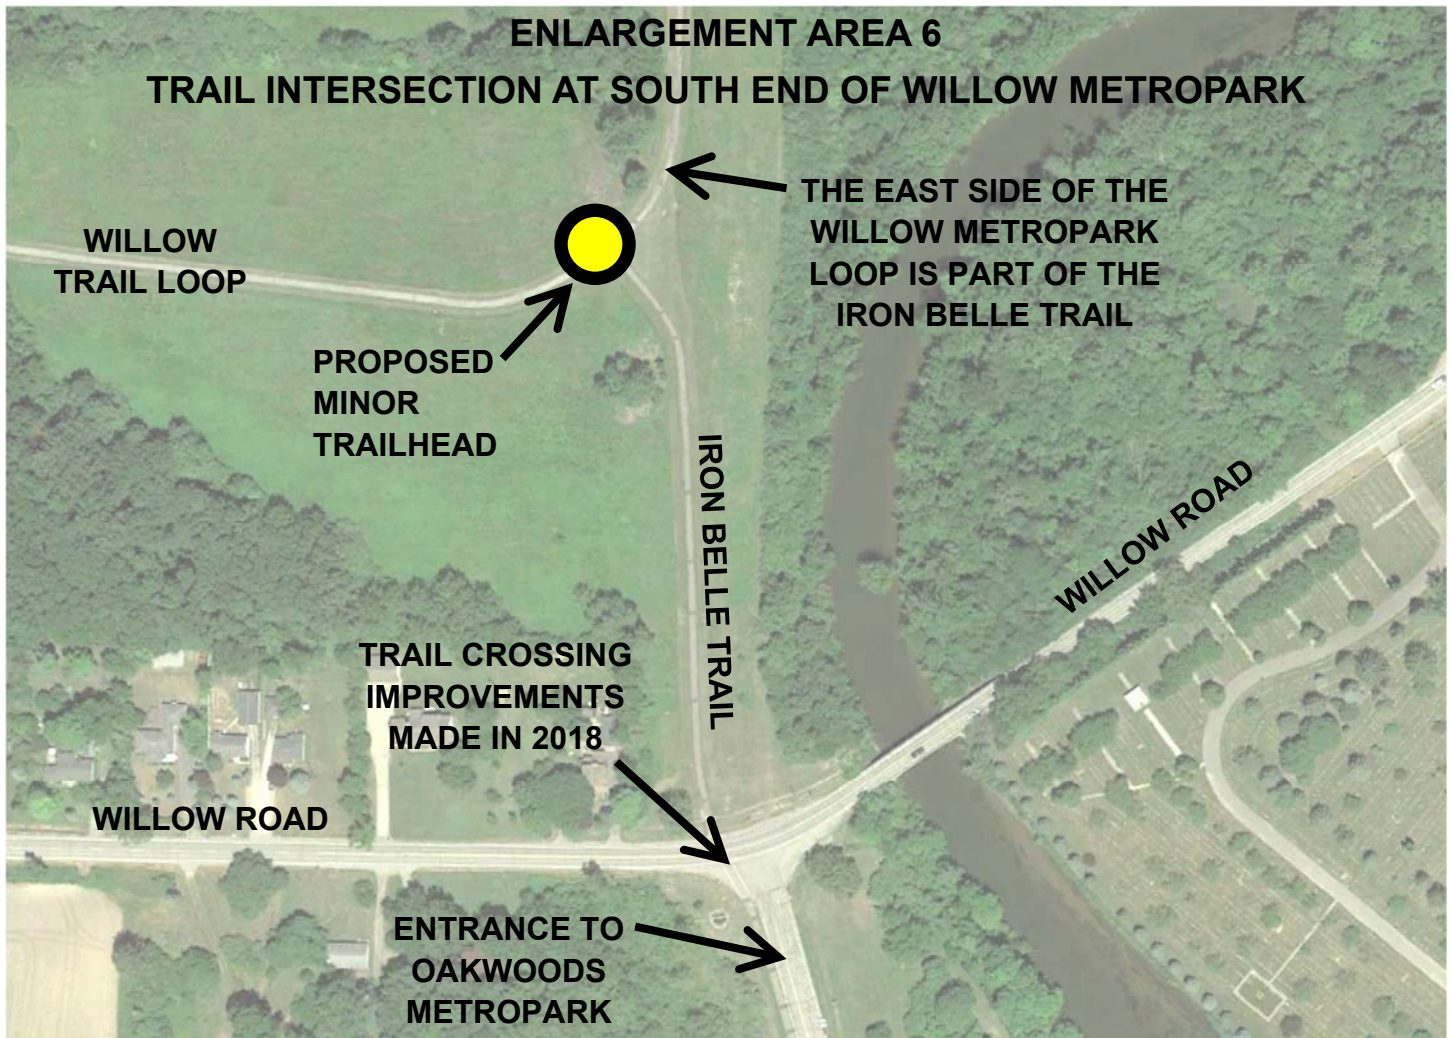 ENLARGEMENT AREA 6
TRAIL INTERSECTION AT SOUTH END OF WILLOW METROPARK
THE EAST SIDE OF THE
WILLOW METROPARK
LOOP IS PART OF THE
IRON BELLE TRAIL
WILLOW
TRAIL LOOP
PROPOSED
MINOR
TRAILHEAD
IRON BELLE TRAIL
WILLOW ROAD
TRAIL CROSSING
IMPROVEMENTS
MADE IN 2018
WILLOW ROAD
ENTRANCE TO
OAKWOODS
METROPARK